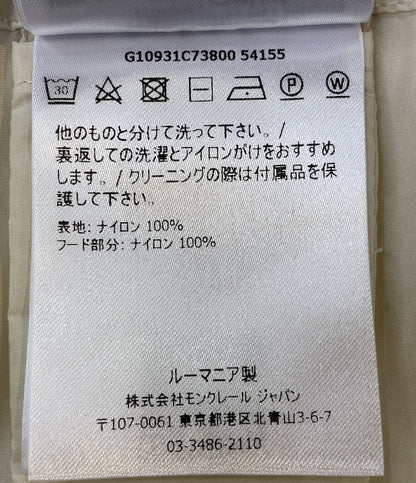 G10931C73800 54155
30 P W
他のものと分けて洗って下さい。/
裏返しての洗濯とアイロンがけをおすすめ
します。/ クリーニングの際は付属品を保
護して下さい。
表地: ナイロン 100%
フード部分: ナイロン 100%
ルーマニア製
株式会社モンクレール ジャパン
〒107-0061 東京都港区北青山3-6-7
03-3486-2110